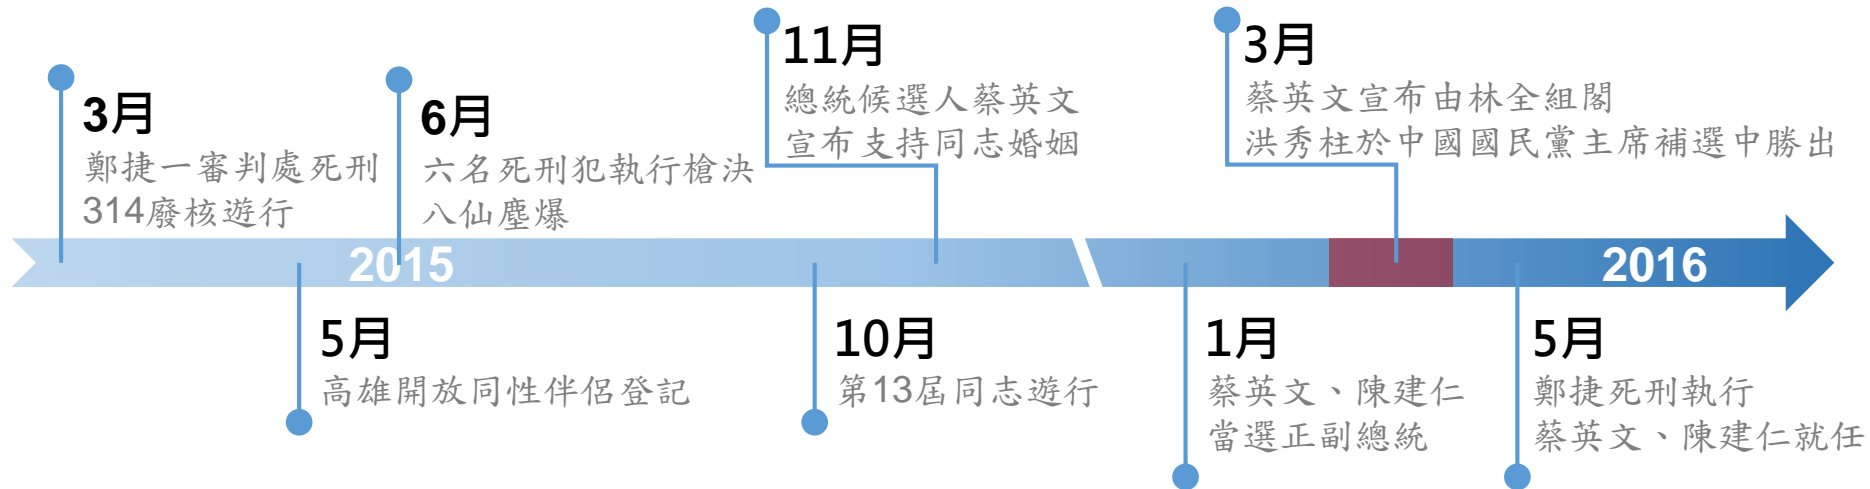 3月
鄭捷一審判處死刑
314廢核遊行
6月
六名死刑犯執行槍決
八仙塵爆
11月
總統候選人蔡英文
宣布支持同志婚姻
3月
蔡英文宣布由林全組閣
洪秀柱於中國國民黨主席補選中勝出
2015
2016
5月
高雄開放同性伴侶登記
10月
第13屆同志遊行
1月
蔡英文、陳建仁
當選正副總統
5月
鄭捷死刑執行
蔡英文、陳建仁就任